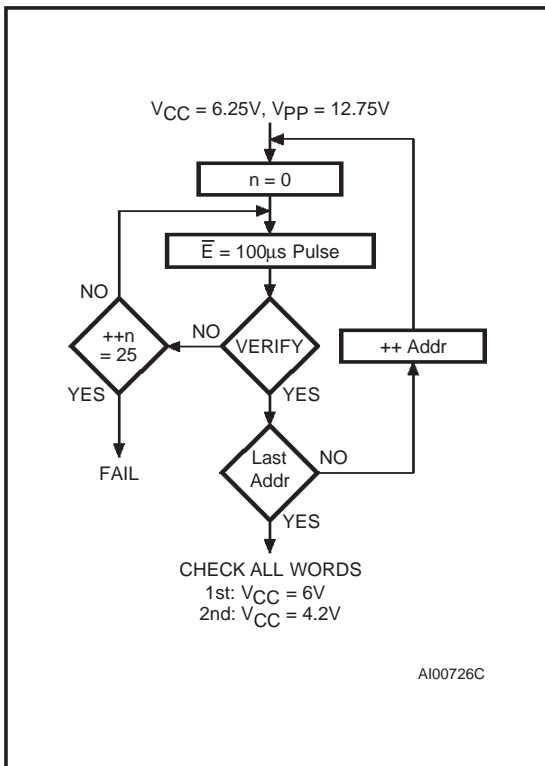 VCC = 6.25V, VPP = 12.75V
n = 0
E̅ = 100µs Pulse
NO
++n
= 25
NO
VERIFY
++ Addr
YES
YES
FAIL
Last
Addr
NO
YES
CHECK ALL WORDS
1st: VCC = 6V
2nd: VCC = 4.2V
AI00726C